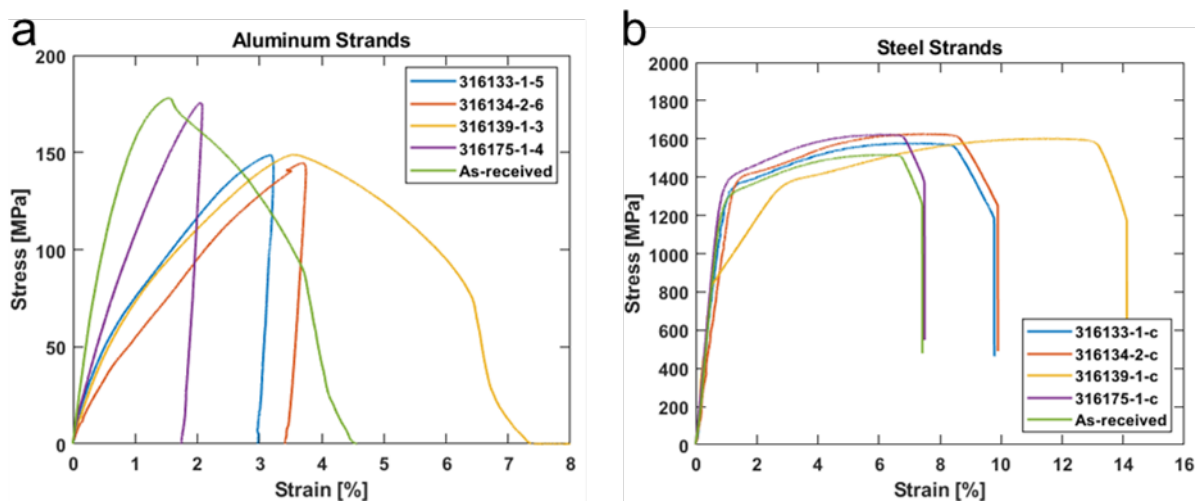 a
Aluminum Strands
200
150
100
50
0
Stress [MPa]
316133-1-5
316134-2-6
316139-1-3
316175-1-4
As-received
0 1 2 3 4 5 6 7 8
Strain [%]
b
Steel Strands
2000
1800
1600
1400
1200
1000
800
600
400
200
0
Stress [MPa]
316133-1-c
316134-2-c
316139-1-c
316175-1-c
As-received
0 2 4 6 8 10 12 14 16
Strain [%]